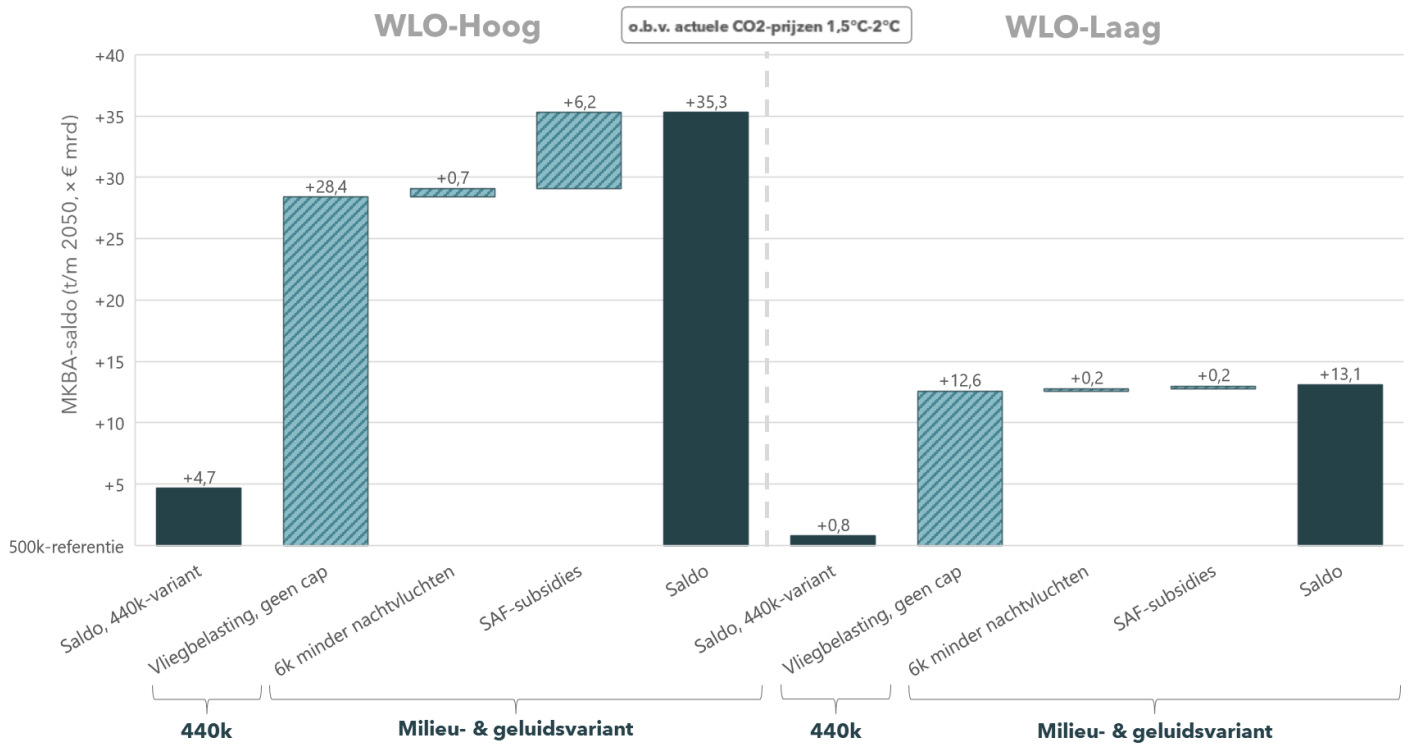 WLO-Hoog
o.b.v. actuele CO2-prijzen 1,5°C-2°C
WLO-Laag
MKBA-saldo (t/m 2050, × € mrd)
+40
+35
+30
+25
+20
+15
+10
+5
500k-referentie
+4,7
+28,4
+0,7
+6,2
+35,3
+0,8
+12,6
+0,2
+0,2
+13,1
Saldo, 440k-variant
Vliegbelasting, geen cap
6k minder nachtvluchten
SAF-subsidies
Saldo
Saldo, 440k-variant
Vliegbelasting, geen cap
6k minder nachtvluchten
SAF-subsidies
Saldo
440k
Milieu- & geluidsvariant
440k
Milieu- & geluidsvariant